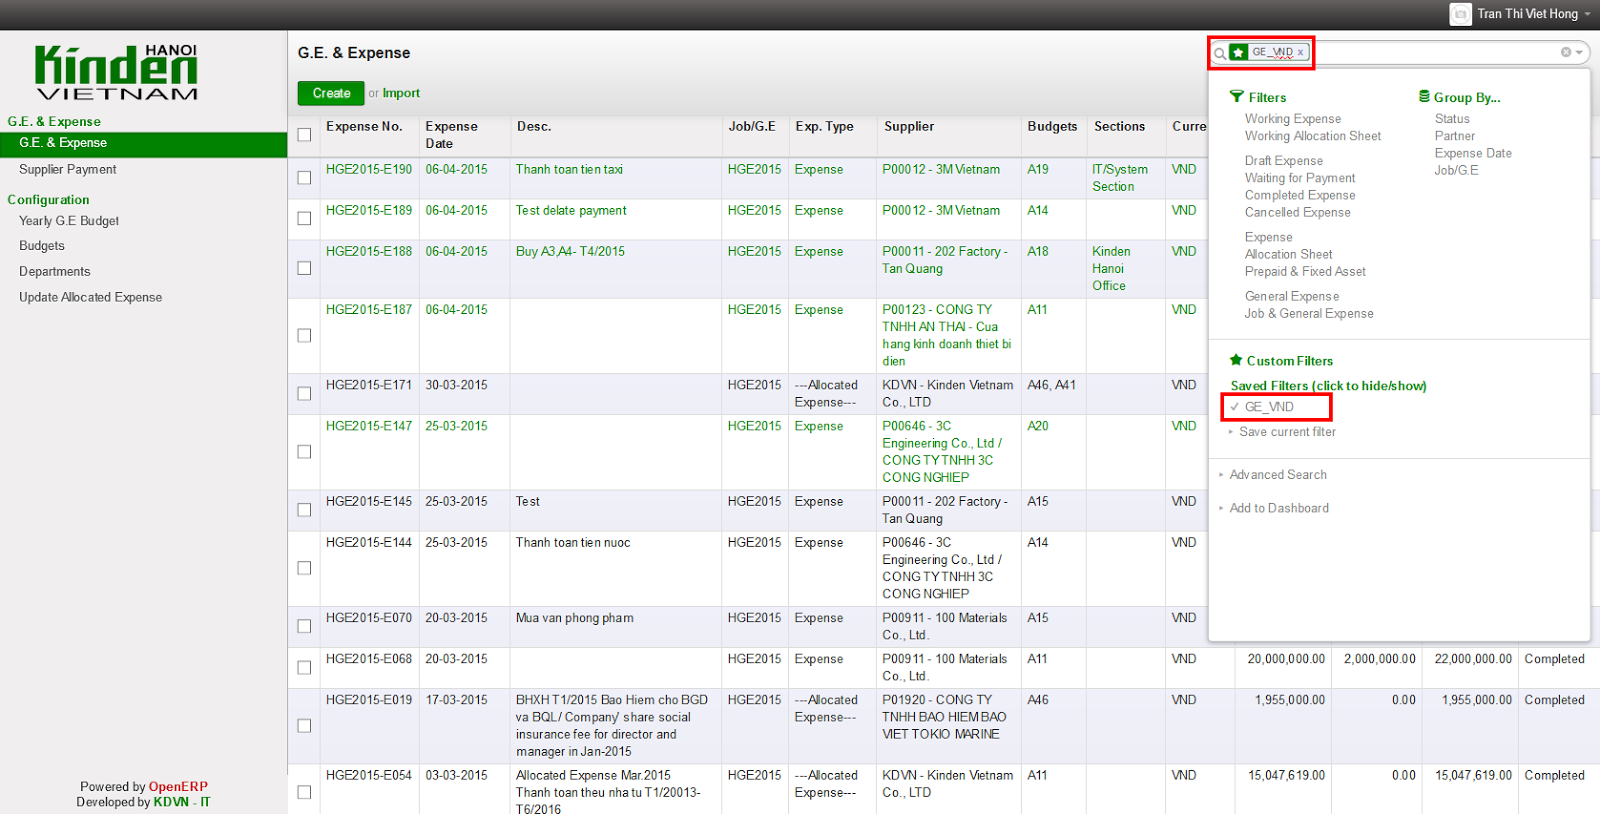 Tran Thi Viet Hong
HANOI
Kinden
VIETNAM
G.E. & Expense
G.E. & Expense
Supplier Payment
Configuration
Yearly G.E Budget
Budgets
Departments
Update Allocated Expense
Powered by OpenERP
Developed by KDVN - IT
G.E. & Expense
GE_VND x
Create or Import
Filters
Working Expense
Working Allocation Sheet
Draft Expense
Waiting for Payment
Completed Expense
Cancelled Expense
Expense
Allocation Sheet
Prepaid & Fixed Asset
General Expense
Job & General Expense
Group By...
Status
Partner
Expense Date
Job/G.E
Custom Filters
Saved Filters (click to hide/show)
GE_VND
Save current filter
Advanced Search
Add to Dashboard
Expense No. Expense Desc. Job/G.E Exp. Type Supplier Budgets Sections Curre
Date
HGE2015-E190 06-04-2015 Thanh toan tien taxi HGE2015 Expense P00012 - 3M Vietnam A19 IT/System VND
Section
HGE2015-E189 06-04-2015 Test delate payment HGE2015 Expense P00012 - 3M Vietnam A14 VND
HGE2015-E188 06-04-2015 Buy A3,A4- T4/2015 HGE2015 Expense P00011 - 202 Factory - A18 Kinden VND
Tan Quang Hanoi
Office
HGE2015-E187 06-04-2015 HGE2015 Expense P00123 - CONG TY A11 VND
TNHH AN THAI - Cua
hang kinh doanh thiet bi
dien
HGE2015-E171 30-03-2015 HGE2015 ---Allocated KDVN - Kinden Vietnam A46, A41 VND
Expense--- Co., LTD
HGE2015-E147 25-03-2015 HGE2015 Expense P00646 - 3C A20 VND
Engineering Co., Ltd /
CONG TY TNHH 3C
CONG NGHIEP
HGE2015-E145 25-03-2015 Test HGE2015 Expense P00011 - 202 Factory - A15 VND
Tan Quang
HGE2015-E144 25-03-2015 Thanh toan tien nuoc HGE2015 Expense P00646 - 3C A14 VND
Engineering Co., Ltd /
CONG TY TNHH 3C
CONG NGHIEP
HGE2015-E070 20-03-2015 Mua van phong pham HGE2015 Expense P00911 - 100 Materials A15 VND
Co., Ltd.
HGE2015-E068 20-03-2015 HGE2015 Expense P00911 - 100 Materials A11 VND 20,000,000.00 2,000,000.00 22,000,000.00 Completed
Co., Ltd.
HGE2015-E019 17-03-2015 BHXH T1/2015 Bao Hiem cho BGD HGE2015 ---Allocated P01920 - CONG TY A46 VND 1,955,000.00 0.00 1,955,000.00 Completed
va BQL/ Company' share social Expense--- TNHH BAO HIEM BAO
insurance fee for director and VIET TOKIO MARINE
manager in Jan-2015
HGE2015-E054 03-03-2015 Allocated Expense Mar.2015 HGE2015 ---Allocated KDVN - Kinden Vietnam A11 VND 15,047,619.00 0.00 15,047,619.00 Completed
Thanh toan theu nha tu T1/20013- Expense--- Co., LTD
T6/2016